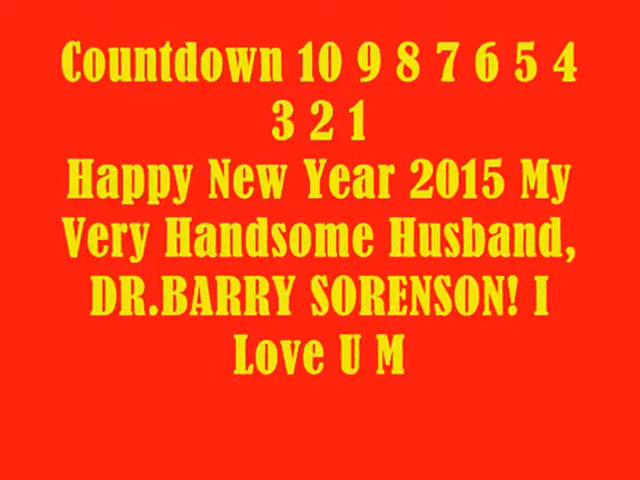 Countdown 10 9 8 7 6 5 4
3 2 1
Happy New Year 2015 My
Very Handsome Husband,
DR.BARRY SORENSON! I
Love U M